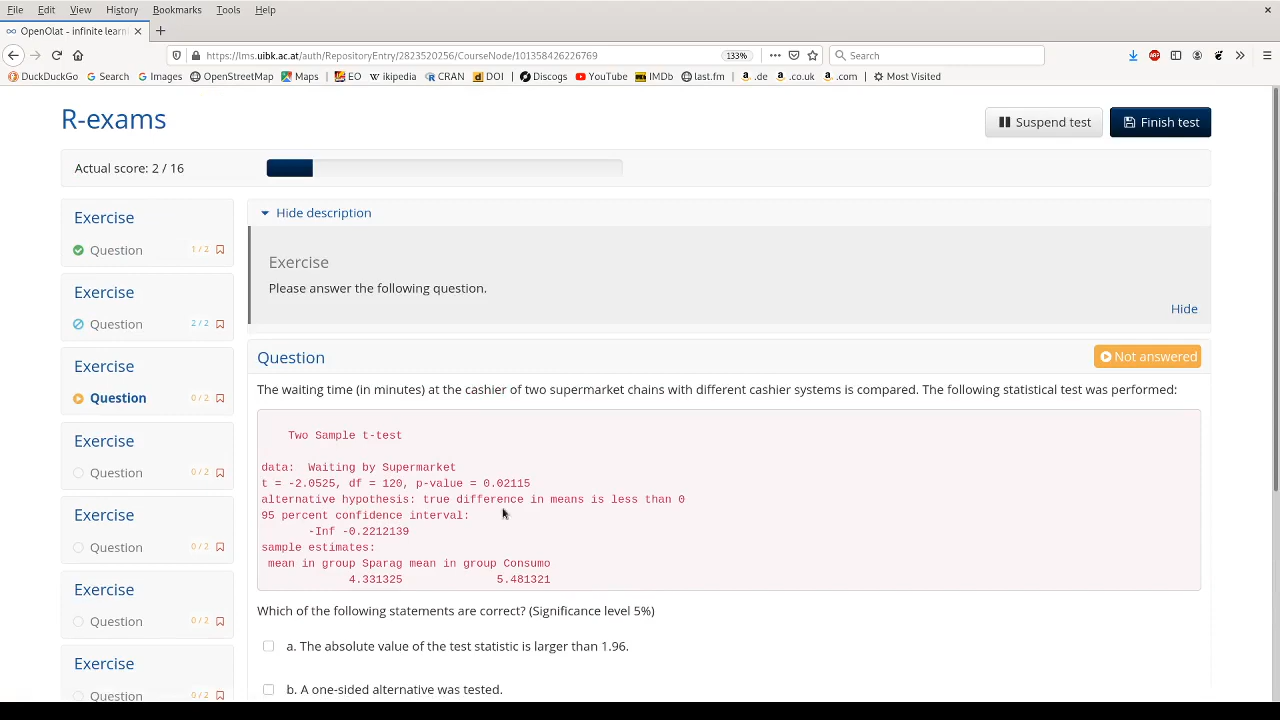 File Edit View History Bookmarks Tools Help
OpenOlat - infinite learni
https://lms.uibk.ac.at/auth/RepositoryEntry/2823520256/CourseNode/101358426226769 133% Search
DuckDuckGo Search Images OpenStreetMap Maps EO wikipedia CRAN DOI Discogs YouTube IMDb last.fm .de .co.uk .com Most Visited
R-exams
Suspend test Finish test
Actual score: 2 / 16
Exercise
Question 1 / 2
Exercise
Question 2 / 2
Exercise
Question 0 / 2
Exercise
Question 0 / 2
Exercise
Question 0 / 2
Exercise
Question 0 / 2
Exercise
Question 0 / 2
Hide description
Exercise
Please answer the following question.
Hide
Question Not answered
The waiting time (in minutes) at the cashier of two supermarket chains with different cashier systems is compared. The following statistical test was performed:
Two Sample t-test
data:  Waiting by Supermarket
t = -2.0525, df = 120, p-value = 0.02115
alternative hypothesis: true difference in means is less than 0
95 percent confidence interval:
-Inf -0.2212139
sample estimates:
mean in group Sparag mean in group Consumo
4.331325 5.481321
Which of the following statements are correct? (Significance level 5%)
a. The absolute value of the test statistic is larger than 1.96.
b. A one-sided alternative was tested.